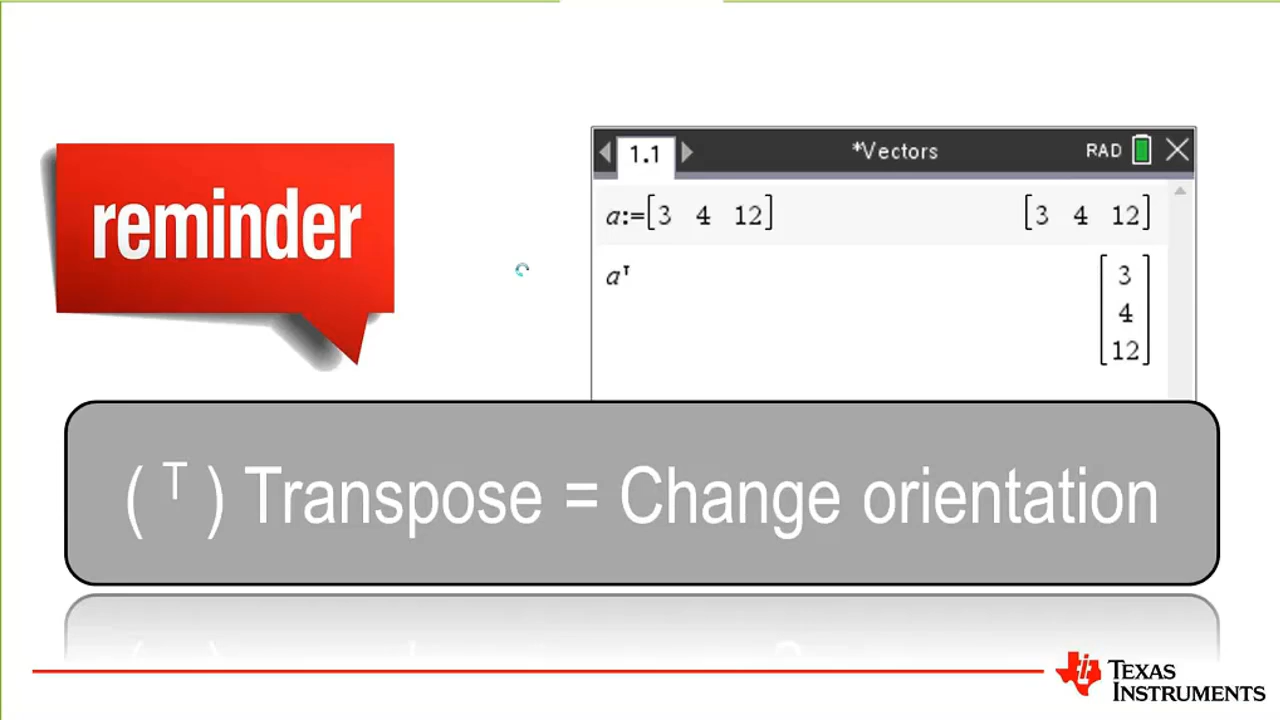 reminder
1.1 *Vectors RAD
a:=[3 4 12] [3 4 12]
aᵀ [3
4
12]
( ᵀ ) Transpose = Change orientation
TEXAS
INSTRUMENTS